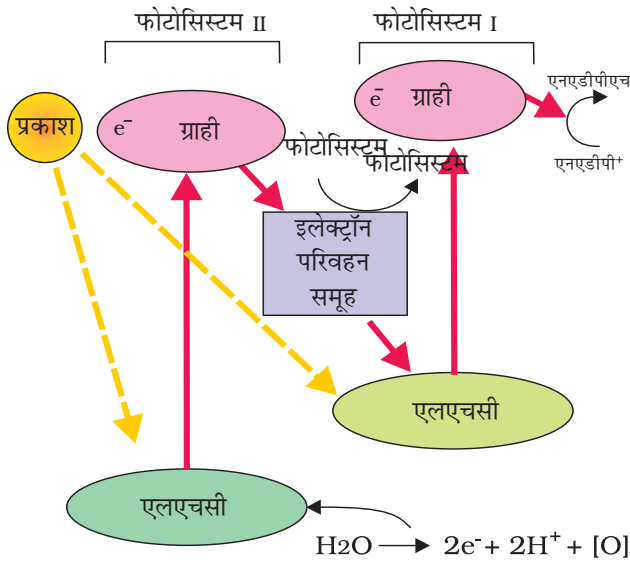 फोटोसिस्टम II
फोटोसिस्टम I
प्रकाश
e⁻ ग्राही
e⁻ ग्राही
एनएडीपीएच
एनएडीपी⁺
फोटोसिस्टम
फोटोसिस्टम
इलेक्ट्रॉन
परिवहन
समूह
एलएचसी
एलएचसी
H2O ⟶ 2e⁻ + 2H⁺ + [O]